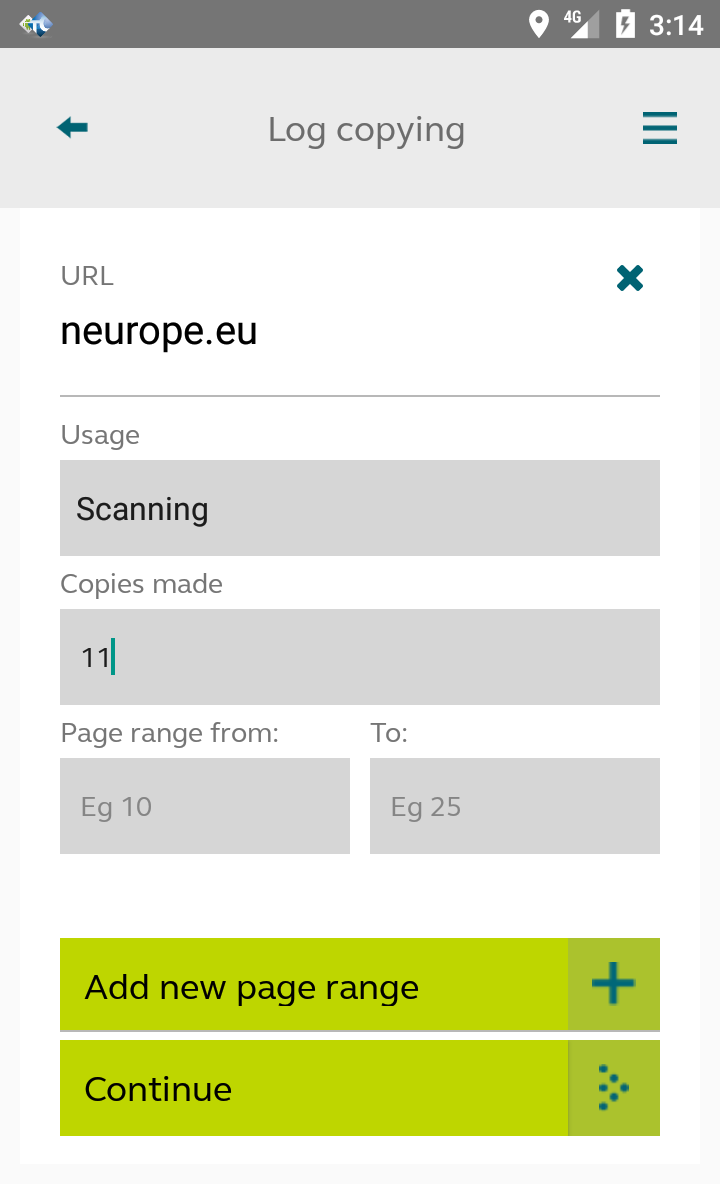 4G 3:14
Log copying
URL
neurope.eu
Usage
Scanning
Copies made
11
Page range from: To:
Eg 10 Eg 25
Add new page range
Continue